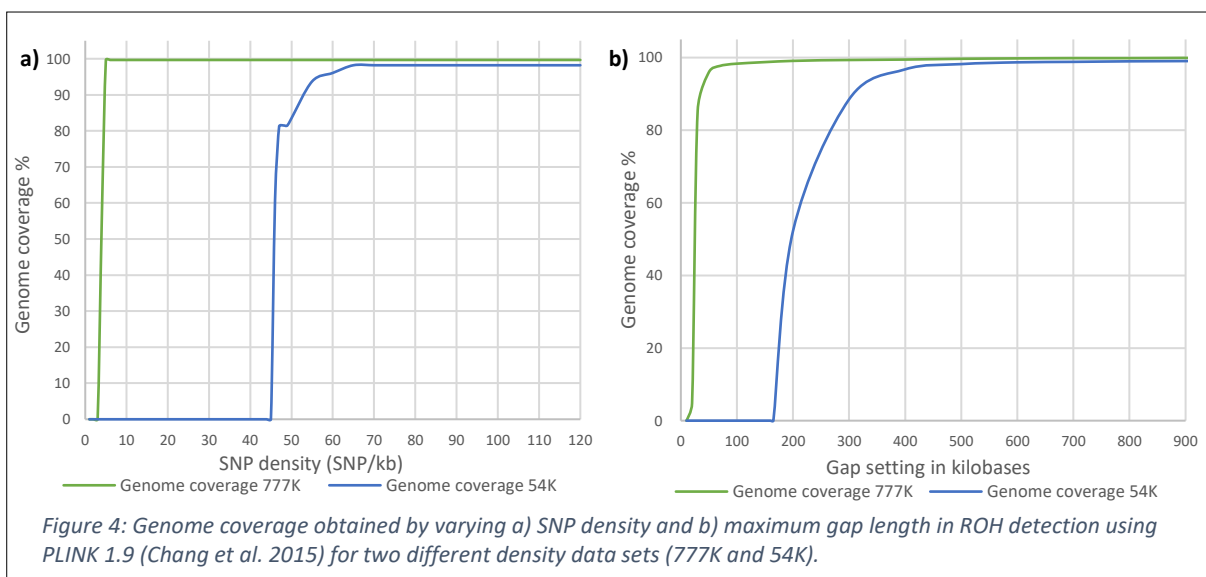 a)
Genome coverage %
100
90
80
70
60
50
40
30
20
10
0
0 10 20 30 40 50 60 70 80 90 100 110 120
SNP density (SNP/kb)
Genome coverage 777K Genome coverage 54K
b)
Genome coverage %
100
80
60
40
20
0
0 100 200 300 400 500 600 700 800 900
Gap setting in kilobases
Genome coverage 777K Genome coverage 54K
Figure 4: Genome coverage obtained by varying a) SNP density and b) maximum gap length in ROH detection using
PLINK 1.9 (Chang et al. 2015) for two different density data sets (777K and 54K).